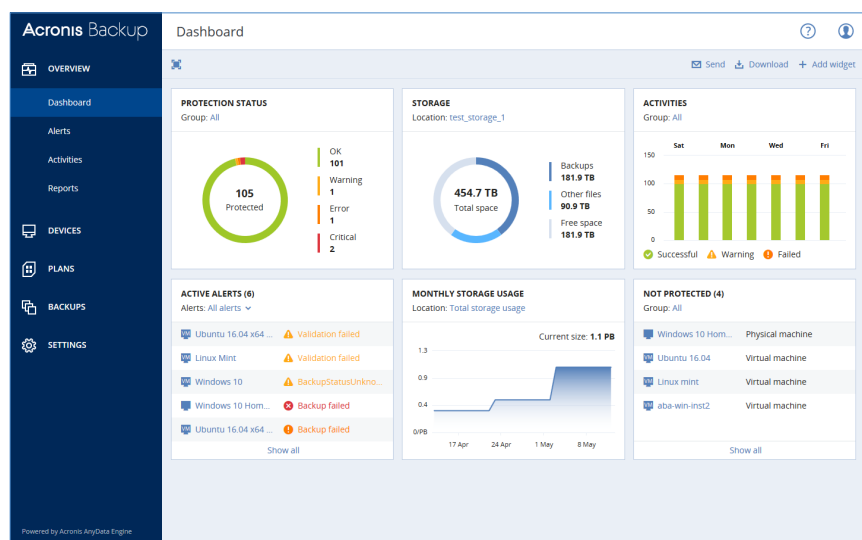 Acronis Backup
Dashboard
OVERVIEW
Dashboard
Alerts
Activities
Reports
DEVICES
PLANS
BACKUPS
SETTINGS
Powered by Acronis AnyData Engine
Send
Download
+ Add widget
PROTECTION STATUS
Group: All
105
Protected
OK
101
Warning
1
Error
1
Critical
2
STORAGE
Location: test_storage_1
454.7 TB
Total space
Backups
181.9 TB
Other files
90.9 TB
Free space
181.9 TB
ACTIVITIES
Group: All
Sat Mon Wed Fri
150
100
50
0
Successful Warning Failed
ACTIVE ALERTS (6)
Alerts: All alerts
VM Ubuntu 16.04 x64 ... Validation failed
VM Linux Mint Validation failed
VM Windows 10 BackupStatusUnkno...
Windows 10 Hom... Backup failed
VM Ubuntu 16.04 x64 ... Backup failed
Show all
MONTHLY STORAGE USAGE
Location: Total storage usage
Current size: 1.1 PB
1.3
0.9
0.4
0/PB
17 Apr 24 Apr 1 May 8 May
NOT PROTECTED (4)
Group: All
Windows 10 Hom... Physical machine
VM Ubuntu 16.04 Virtual machine
VM Linux mint Virtual machine
VM aba-win-inst2 Virtual machine
Show all